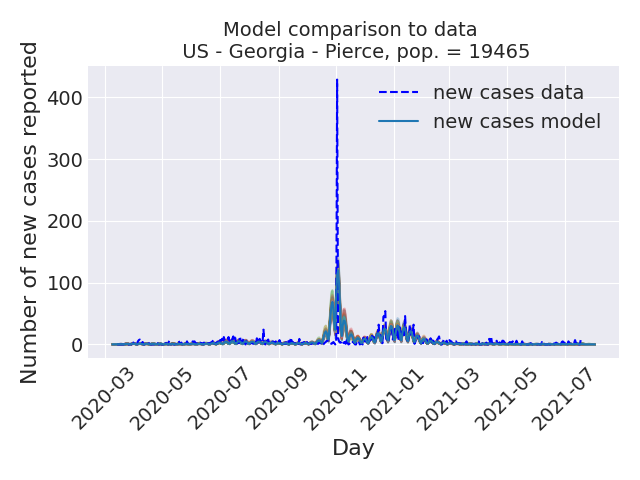 Model comparison to data
US - Georgia - Pierce, pop. = 19465
Number of new cases reported
400
300
200
100
0
new cases data
new cases model
2020-03
2020-05
2020-07
2020-09
2020-11
2021-01
2021-03
2021-05
2021-07
Day